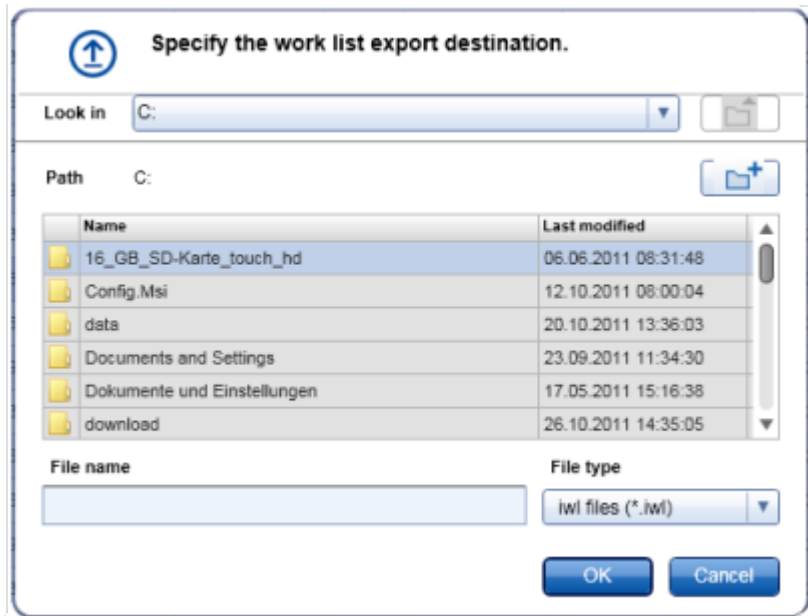 Specify the work list export destination.
Look in C:
Path C:
Name Last modified
16_GB_SD-Karte_touch_hd 06.06.2011 08:31:48
Config.Msi 12.10.2011 08:00:04
data 20.10.2011 13:36:03
Documents and Settings 23.09.2011 11:34:30
Dokumente und Einstellungen 17.05.2011 15:16:38
download 26.10.2011 14:35:05
File name File type
iwl files (*.iwl)
OK Cancel